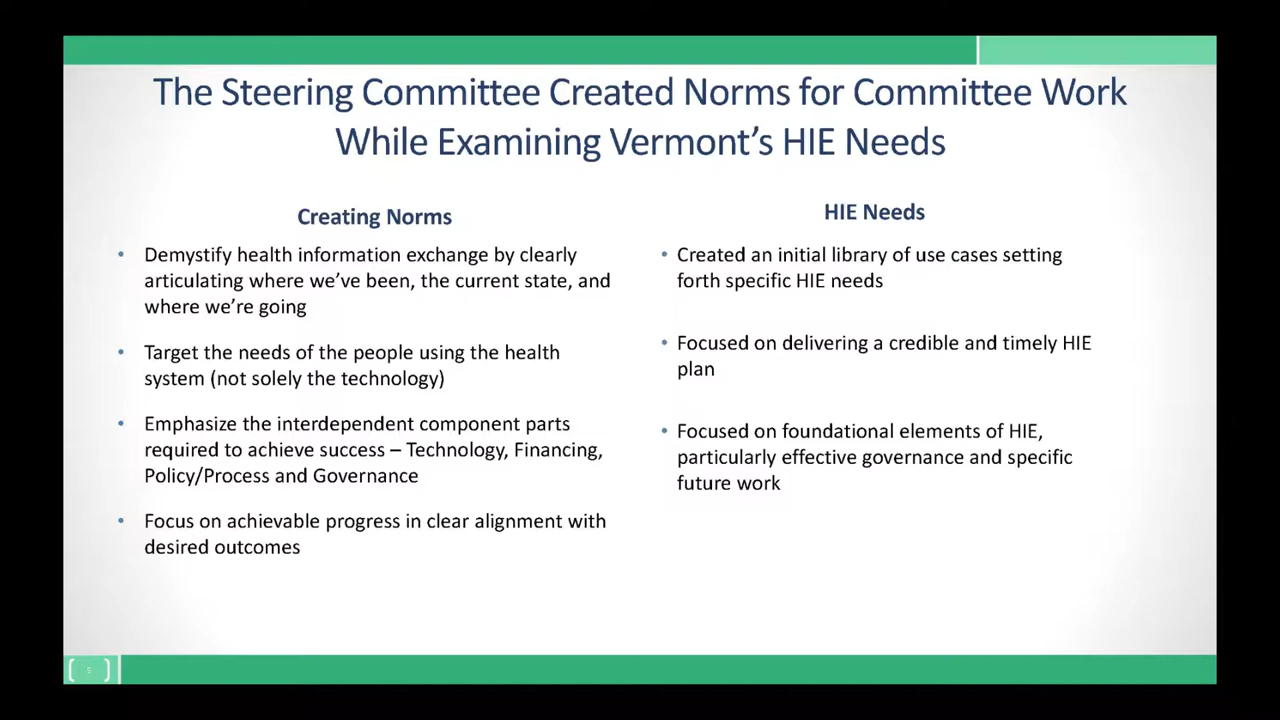 The Steering Committee Created Norms for Committee Work
While Examining Vermont's HIE Needs
Creating Norms
• Demystify health information exchange by clearly
articulating where we've been, the current state, and
where we're going
• Target the needs of the people using the health
system (not solely the technology)
• Emphasize the interdependent component parts
required to achieve success – Technology, Financing,
Policy/Process and Governance
• Focus on achievable progress in clear alignment with
desired outcomes
HIE Needs
• Created an initial library of use cases setting
forth specific HIE needs
• Focused on delivering a credible and timely HIE
plan
• Focused on foundational elements of HIE,
particularly effective governance and specific
future work
5